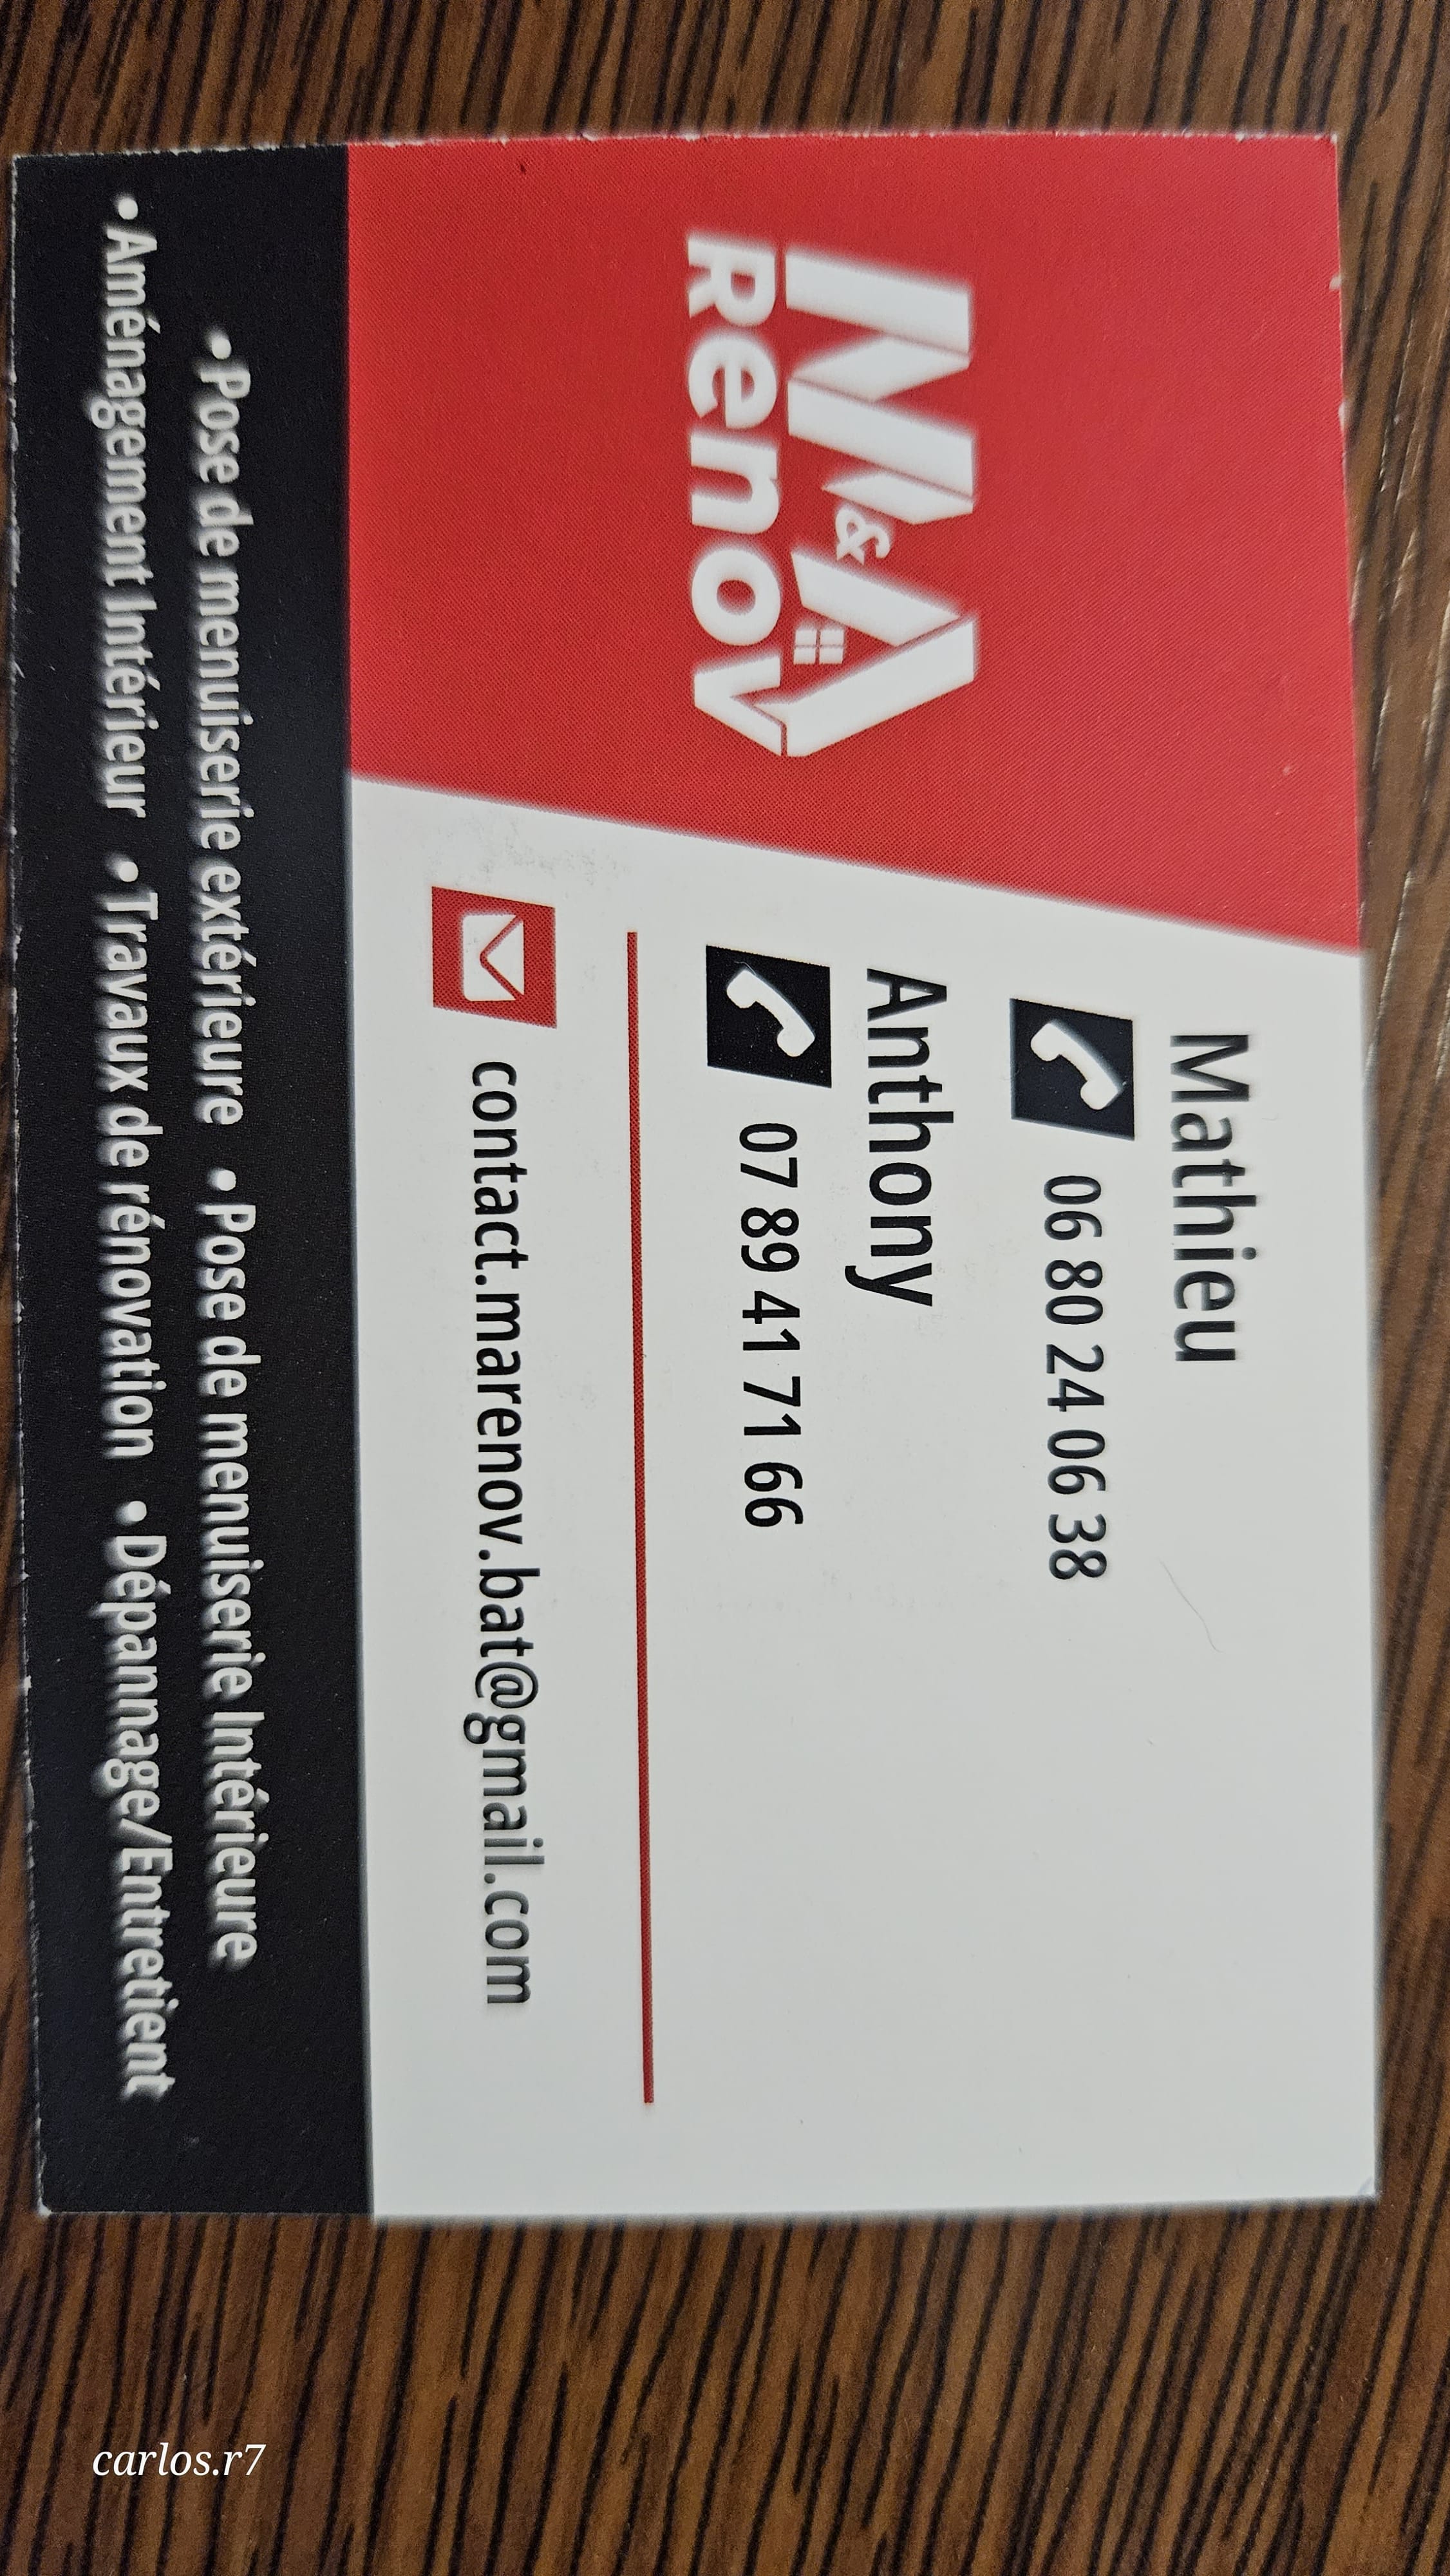 M&A
Renov
Mathieu
06 80 24 06 38
Anthony
07 89 41 71 66
contact.marenov.bat@gmail.com
• Pose de menuiserie extérieure • Pose de menuiserie Intérieure
• Aménagement Intérieur • Travaux de rénovation • Dépannage/Entretient
carlos.r7